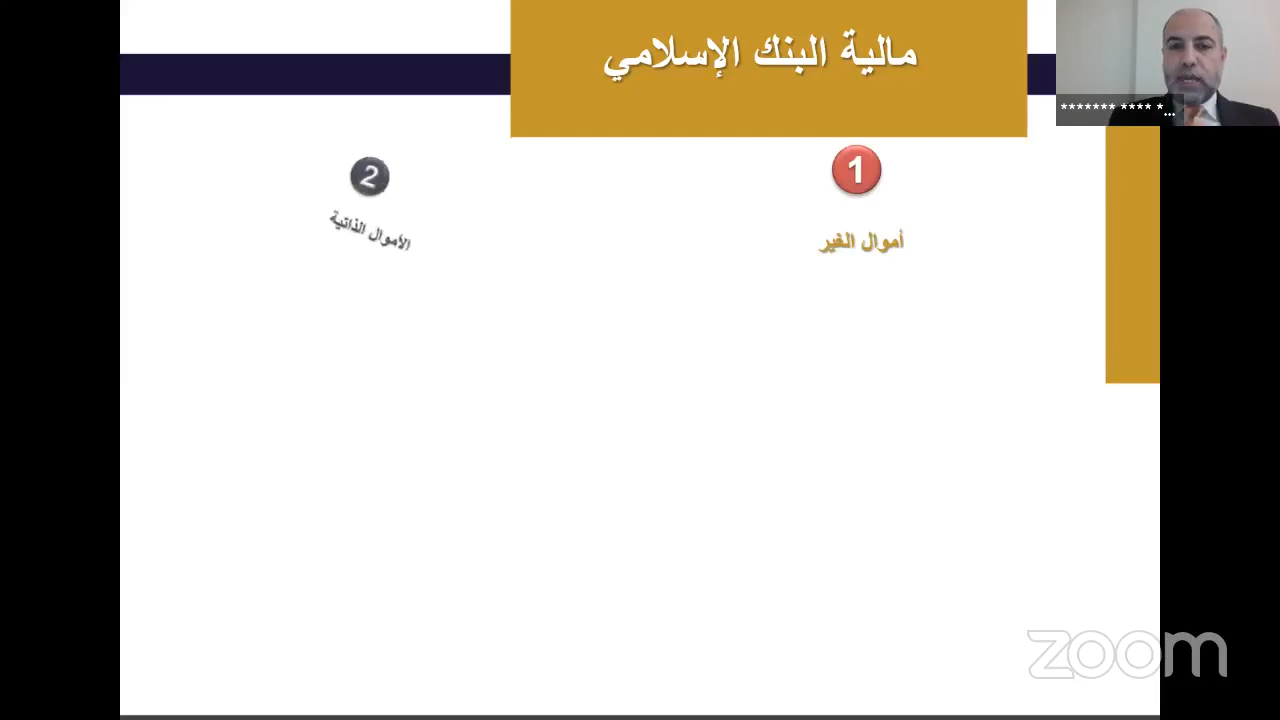 مالية البنك الإسلامي
******* **** *...
1
أموال الغير
2
الأموال الذاتية
zoom